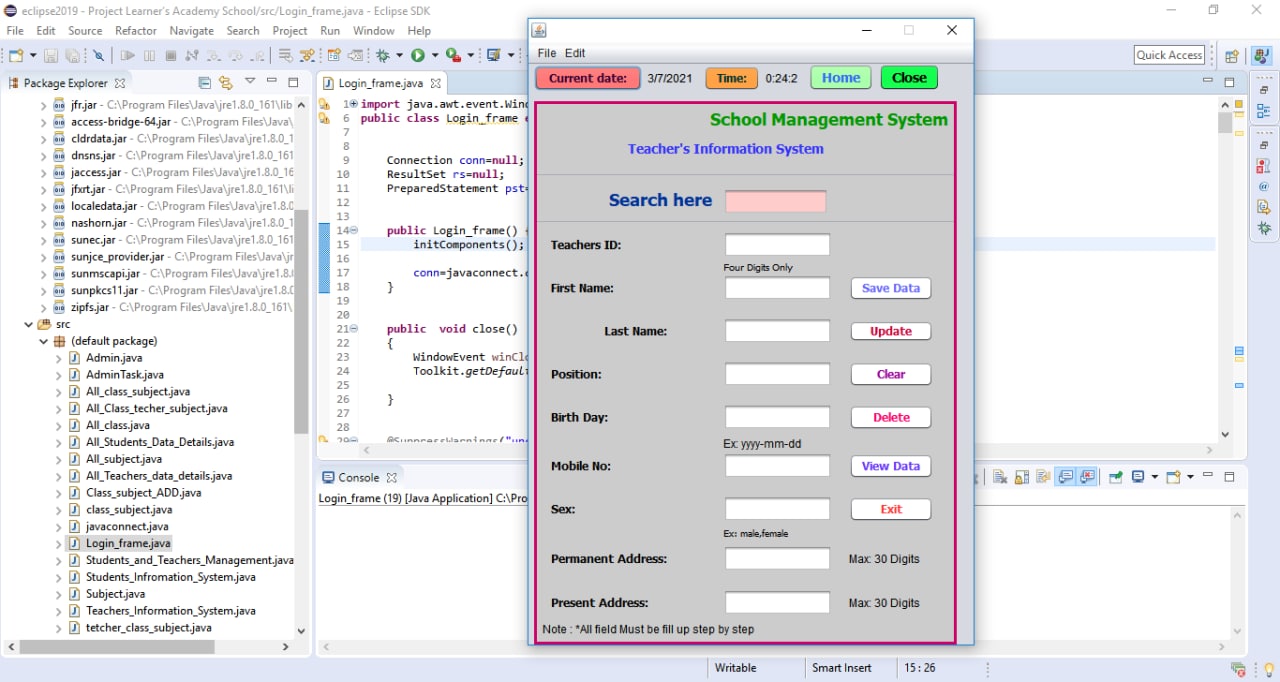 eclipse2019 - Project Learner's Academy School/src/Login_frame.java - Eclipse SDK
File Edit Source Refactor Navigate Search Project Run Window Help
Quick Access
Package Explorer
jfr.jar - C:\Program Files\Java\jre1.8.0_161\lib
access-bridge-64.jar - C:\Program Files\Java\
cldrdata.jar - C:\Program Files\Java\jre1.8.0_
dnsns.jar - C:\Program Files\Java\jre1.8.0_161
jaccess.jar - C:\Program Files\Java\jre1.8.0_16
jfxrt.jar - C:\Program Files\Java\jre1.8.0_161\li
localedata.jar - C:\Program Files\Java\jre1.8.0
nashorn.jar - C:\Program Files\Java\jre1.8.0_1
sunec.jar - C:\Program Files\Java\jre1.8.0_161
sunjce_provider.jar - C:\Program Files\Java\jr
sunmscapi.jar - C:\Program Files\Java\jre1.8.
sunpkcs11.jar - C:\Program Files\Java\jre1.8.0
zipfs.jar - C:\Program Files\Java\jre1.8.0_161\
src
(default package)
Admin.java
AdminTask.java
All_class_subject.java
All_Class_techer_subject.java
All_class.java
All_Students_Data_Details.java
All_subject.java
All_Teachers_data_details.java
Class_subject_ADD.java
class_subject.java
javaconnect.java
Login_frame.java
Students_and_Teachers_Management.java
Students_Infromation_System.java
Subject.java
Teachers_Information_System.java
tetcher_class_subject.java
Login_frame.java
1 import java.awt.event.Win
6 public class Login_frame
7
8
9 Connection conn=null;
10 ResultSet rs=null;
11 PreparedStatement pst=
12
13
14 public Login_frame()
15 initComponents();
16
17 conn=javaconnect.
18 }
19
20
21 public void close()
22 {
23 WindowEvent winClo
24 Toolkit.getDefaul
25
26 }
27
28
29 @SuppressWarnings("un
Console
Login_frame (19) [Java Application] C:\Pro
File Edit
Current date: 3/7/2021 Time: 0:24:2 Home Close
School Management System
Teacher's Information System
Search here
Teachers ID:
Four Digits Only
First Name: Save Data
Last Name: Update
Position: Clear
Birth Day: Delete
Ex: yyyy-mm-dd
Mobile No: View Data
Sex: Exit
Ex: male,female
Permanent Address: Max: 30 Digits
Present Address: Max: 30 Digits
Note : *All field Must be fill up step by step
Writable Smart Insert 15 : 26